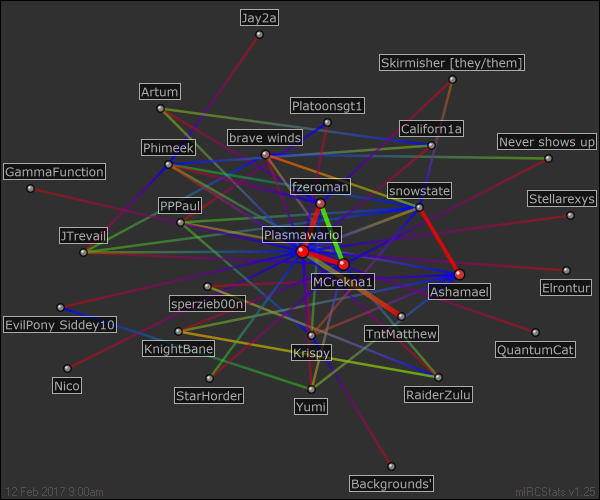 Jay2a
Skirmisher [they/them]
Artum
Platoonsgt1
brave winds
Californ1a
Phimeek
Never shows up
GammaFunction
fzeroman
snowstate
PPPaul
Stellarexys
Plasmawario
JTrevail
MCrekna1
Elrontur
Ashamael
sperzieb00n
EvilPony Siddey10
TntMatthew
KnightBane
Krispy
QuantumCat
Nico
StarHorder
Yumi
RaiderZulu
Backgrounds'
12 Feb 2017 9:00am
mIRCStats v1.25